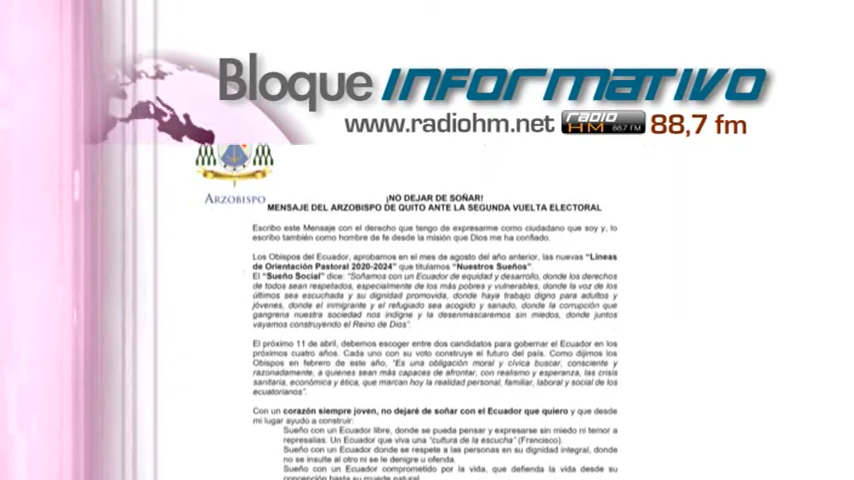 Bloque INFORMATIVO
www.radiohm.net RADIO HM 88.7 FM 88,7 fm
ARZOBISPO
¡NO DEJAR DE SOÑAR!
MENSAJE DEL ARZOBISPO DE QUITO ANTE LA SEGUNDA VUELTA ELECTORAL
Escribo este Mensaje con el derecho que tengo de expresarme como ciudadano que soy y, lo
escribo también como hombre de fe desde la misión que Dios me ha confiado.
Los Obispos del Ecuador, aprobamos en el mes de agosto del año anterior, las nuevas "Líneas
de Orientación Pastoral 2020-2024" que titulamos "Nuestros Sueños".
El "Sueño Social" dice: "Soñamos con un Ecuador de equidad y desarrollo, donde los derechos
de todos sean respetados, especialmente de los más pobres y vulnerables, donde la voz de los
últimos sea escuchada y su dignidad promovida, donde haya trabajo digno para adultos y
jóvenes, donde el inmigrante y el refugiado sea acogido y sanado, donde la corrupción que
gangrena nuestra sociedad nos indigne y la desenmascaremos sin miedos, donde juntos
vayamos construyendo el Reino de Dios".
El próximo 11 de abril, debemos escoger entre dos candidatos para gobernar el Ecuador en los
próximos cuatro años. Cada uno con su voto construye el futuro del país. Como dijimos los
Obispos en febrero de este año, "Es una obligación moral y cívica buscar, consciente y
razonadamente, a quienes sean más capaces de afrontar, con realismo y esperanza, las crisis
sanitaria, económica y ética, que marcan hoy la realidad personal, familiar, laboral y social de los
ecuatorianos".
Con un corazón siempre joven, no dejaré de soñar con el Ecuador que quiero y que desde
mi lugar ayudo a construir:
Sueño con un Ecuador libre, donde se pueda pensar y expresarse sin miedo ni temor a
represalias. Un Ecuador que viva una "cultura de la escucha" (Francisco).
Sueño con un Ecuador donde se respete a las personas en su dignidad integral, donde
no se insulte al otro ni se le denigre u ofenda.
Sueño con un Ecuador comprometido por la vida, que defienda la vida desde su
concepción hasta su muerte natural.